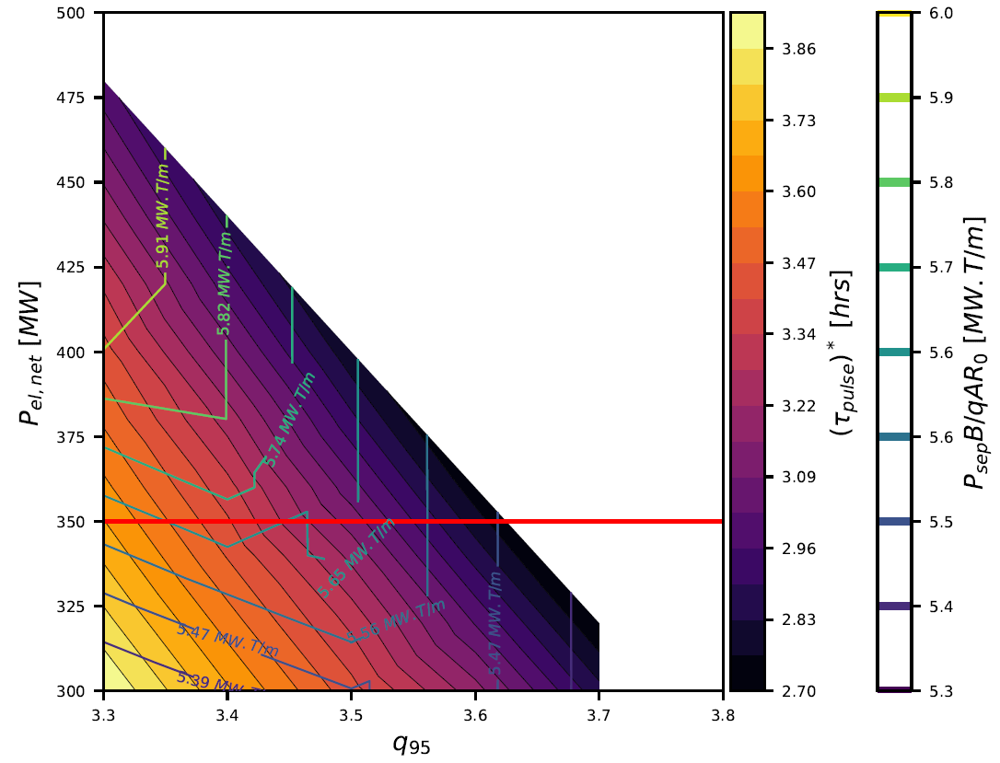 500
475
450
425
400
375
350
325
300
P_{el, net} [MW]
3.3
3.4
3.5
3.6
3.7
3.8
q_{95}
5.91 MW.T/m
5.82 MW.T/m
5.74 MW.T/m
5.65 MW.T/m
5.56 MW.T/m
5.47 MW.T/m
5.47 MW.T/m
5.39 MW.T
3.86
3.73
3.60
3.47
3.34
3.22
3.09
2.96
2.83
2.70
(τ_{pulse})* [hrs]
6.0
5.9
5.8
5.7
5.6
5.6
5.5
5.4
5.3
P_{sep}B/qAR_0 [MW.T/m]